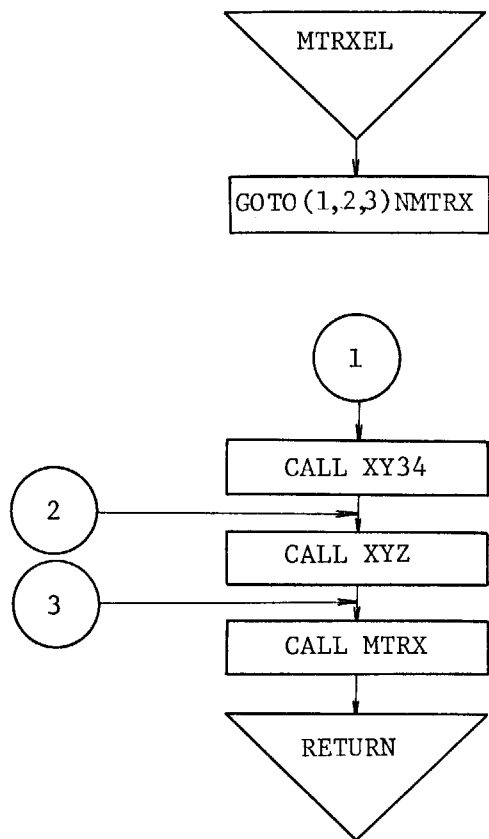 MTRXEL
GOTO(1,2,3)NMTRX
1
CALL XY34
2
CALL XYZ
3
CALL MTRX
RETURN